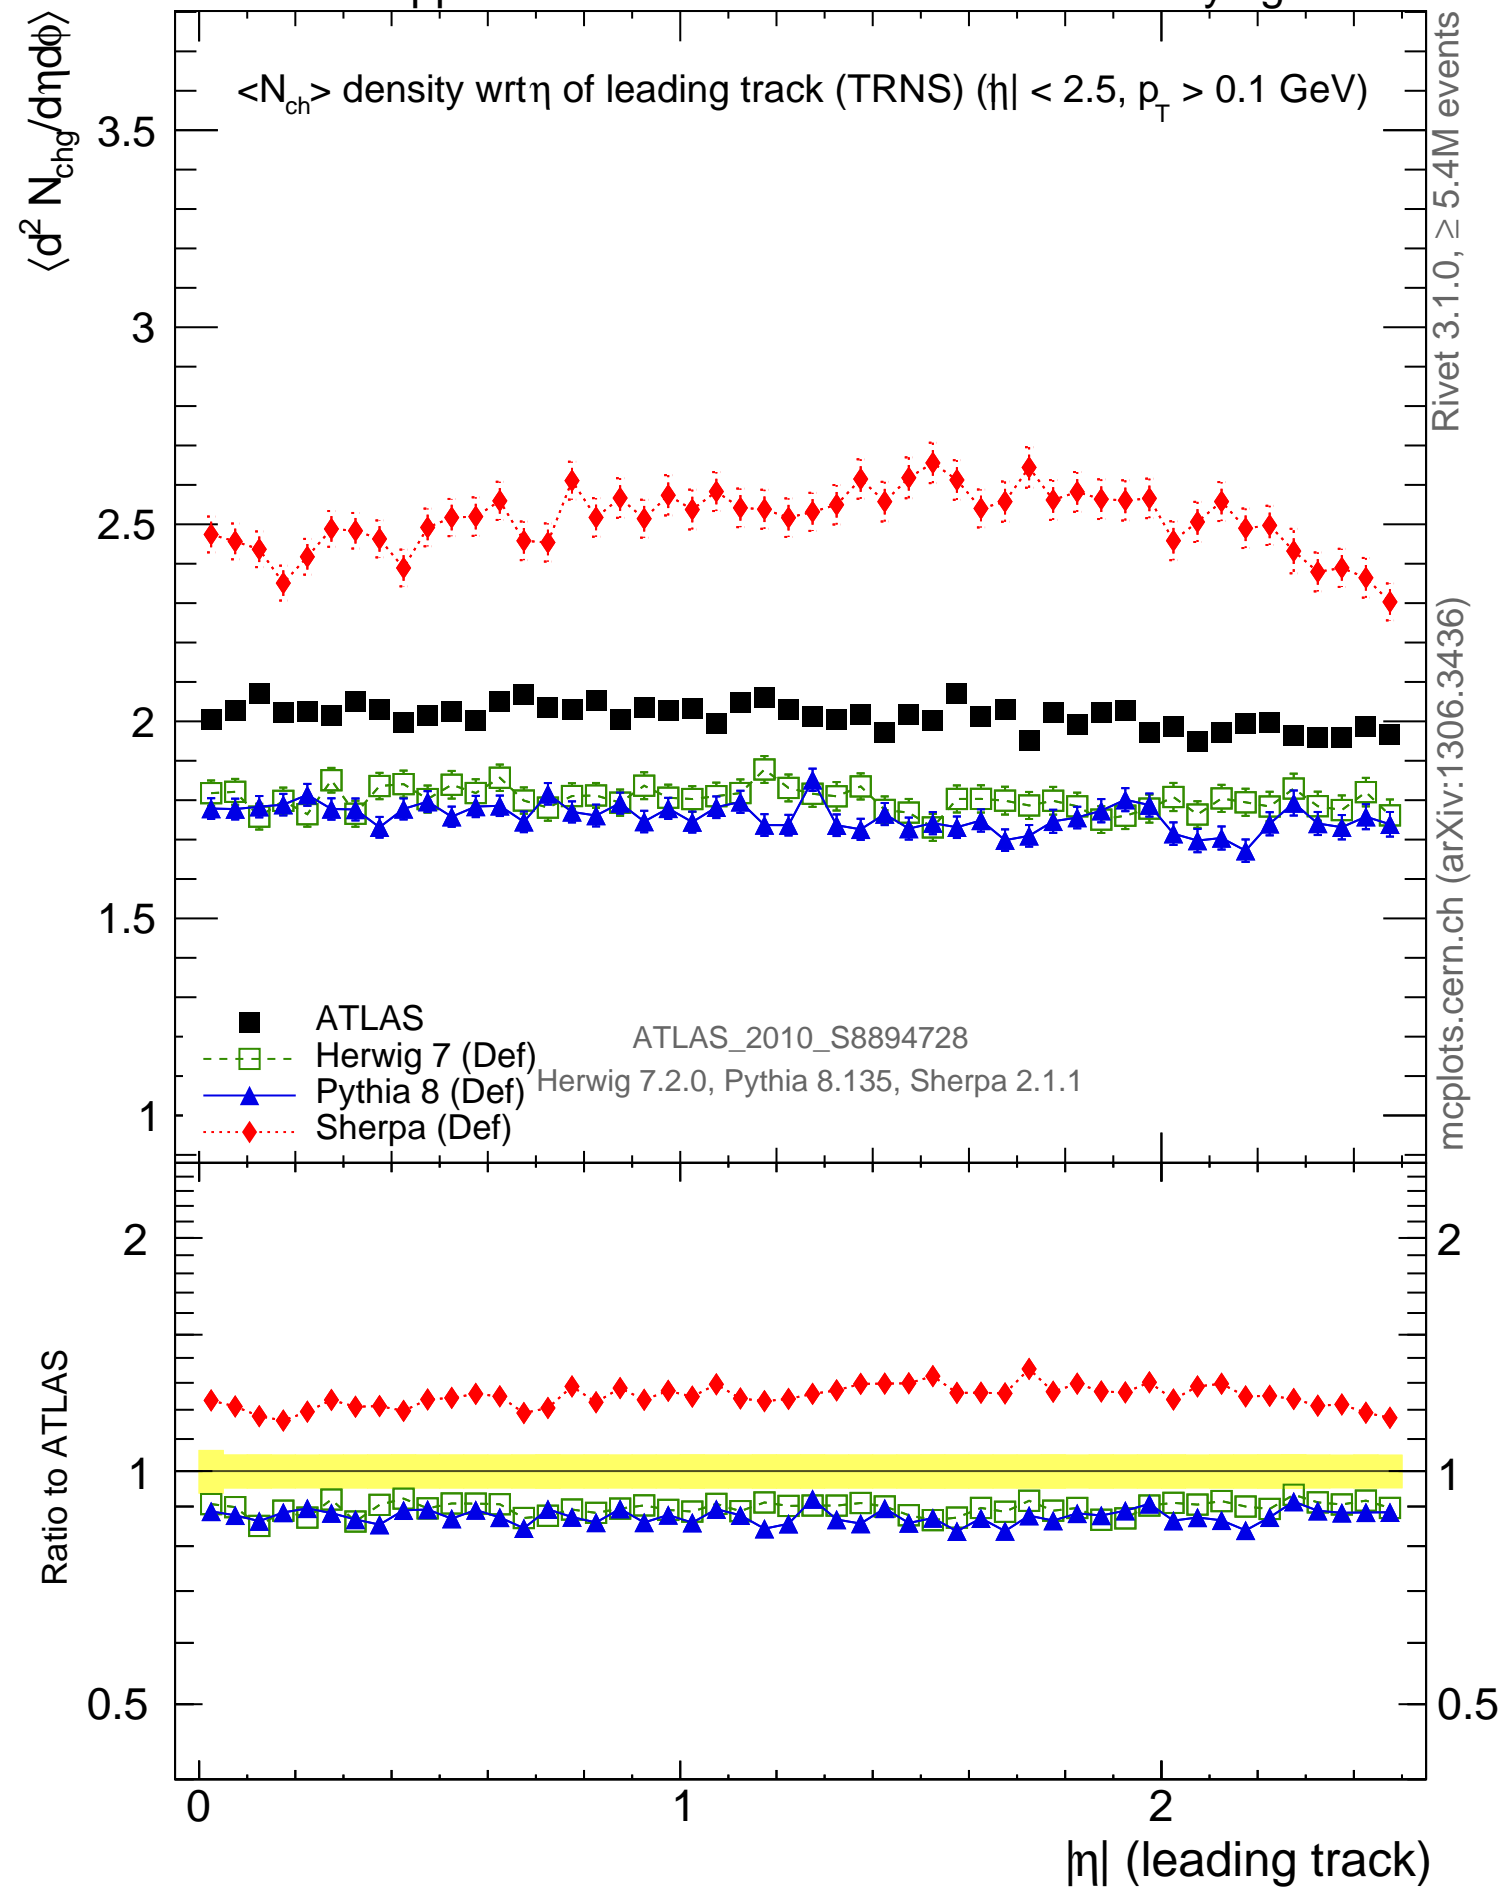 <N_ch> density wrt η of leading track (TRNS) (|η| < 2.5, p_T > 0.1 GeV)
⟨d² N_chg/dηdϕ⟩
3.5
3
2.5
2
1.5
1
ATLAS
Herwig 7 (Def)
Pythia 8 (Def)
Sherpa (Def)
ATLAS_2010_S8894728
Herwig 7.2.0, Pythia 8.135, Sherpa 2.1.1
Rivet 3.1.0, ≥ 5.4M events
mcplots.cern.ch (arXiv:1306.3436)
Ratio to ATLAS
2
1
0.5
2
1
0.5
0
1
2
|η| (leading track)